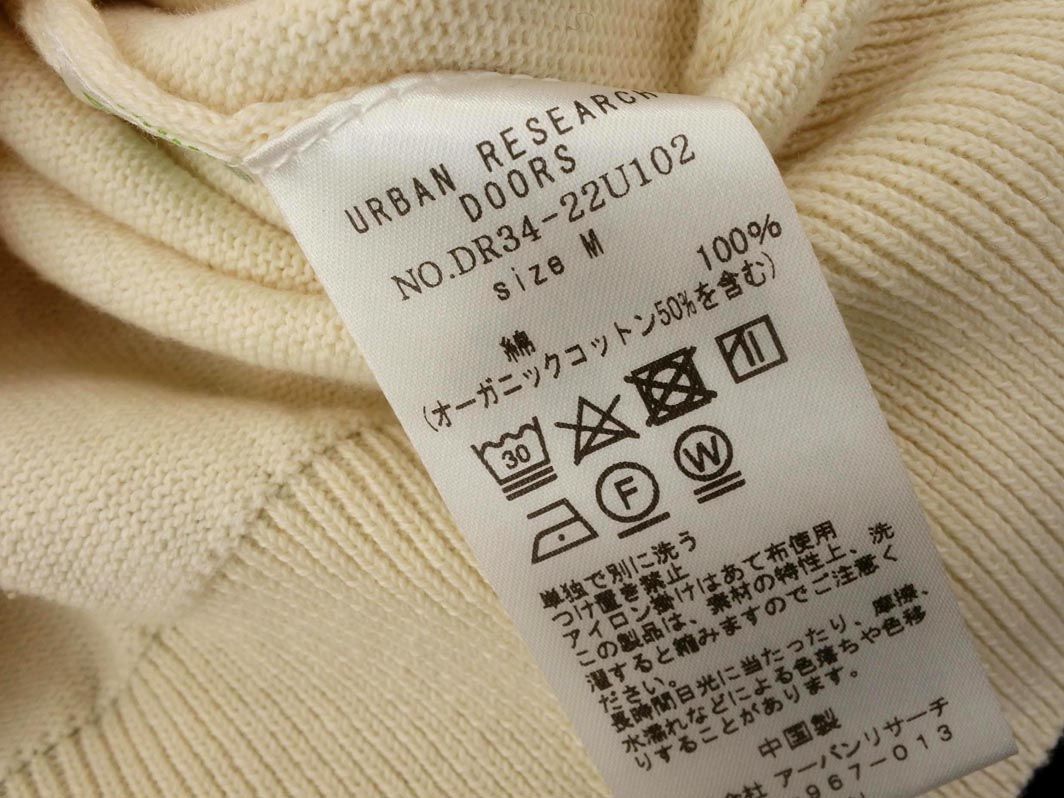 URBAN RESEARCH
DOORS
NO.DR34-22U102
size M
綿 100%
(オーガニックコットン50%を含む)
30
F
W
単独で別に洗う
つけ置き禁止
アイロン掛けはあて布使用
この製品は、素材の特性上、洗
濯すると縮みますのでご注意く
ださい。
長時間日光に当たったり、摩擦、
水濡れなどによる色落ちや色移
りすることがあります。
中国製
会社 アーバンリサーチ
967-013